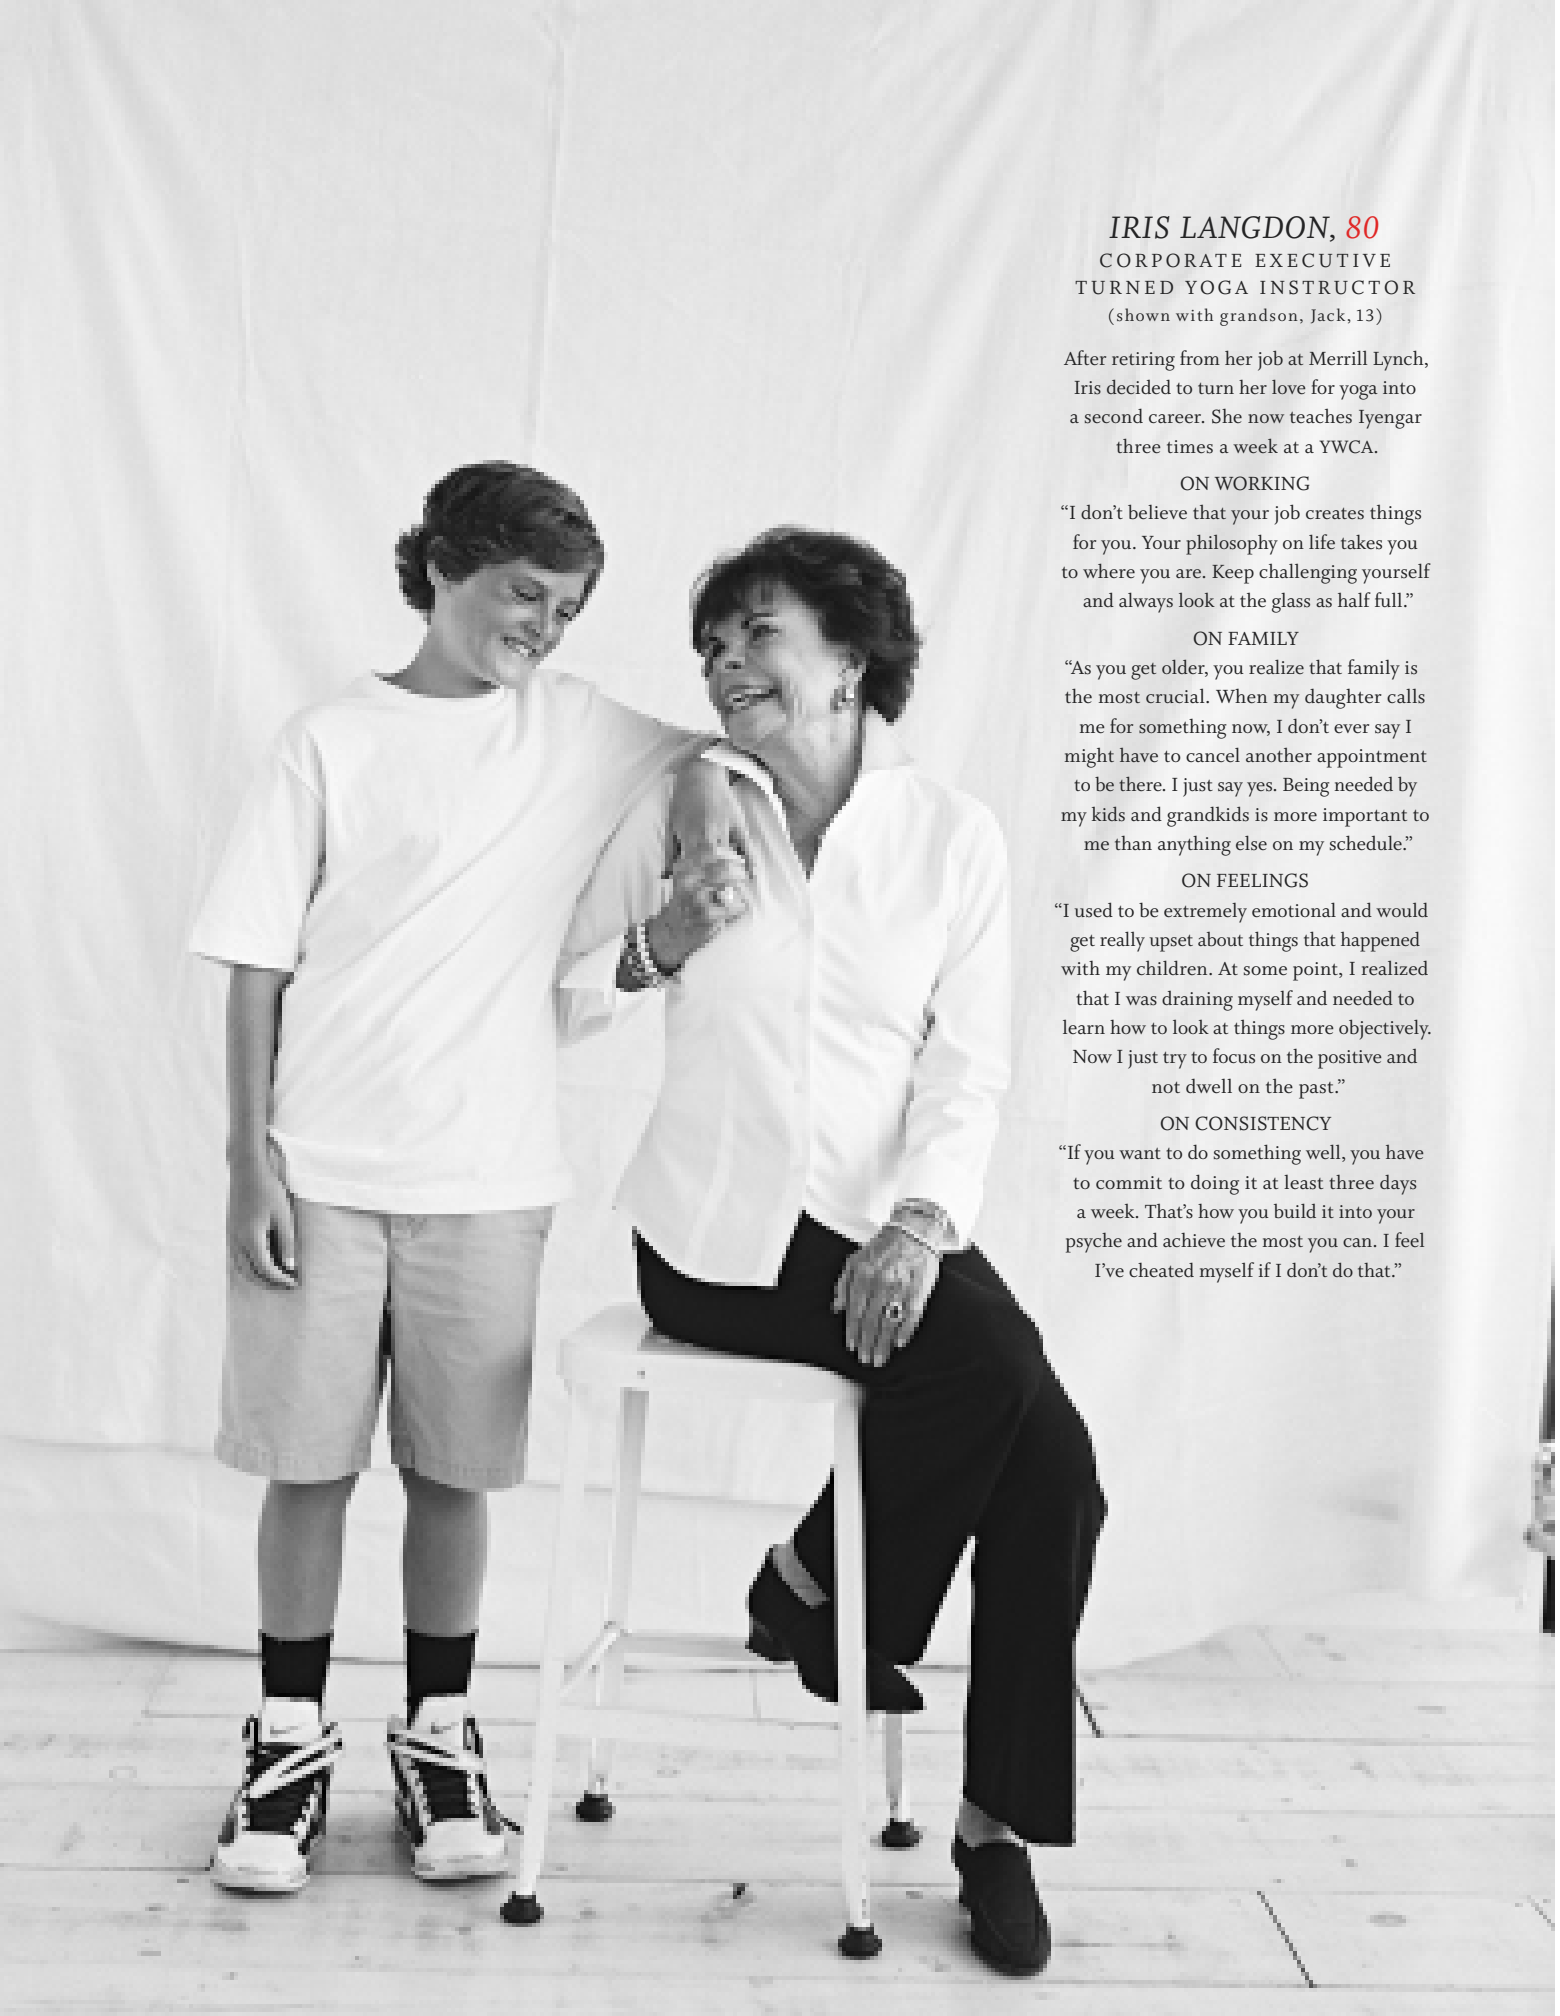 IRIS LANGDON, 80
CORPORATE EXECUTIVE
TURNED YOGA INSTRUCTOR
(shown with grandson, Jack, 13)
After retiring from her job at Merrill Lynch,
Iris decided to turn her love for yoga into
a second career. She now teaches Iyengar
three times a week at a YWCA.
ON WORKING
“I don’t believe that your job creates things
for you. Your philosophy on life takes you
to where you are. Keep challenging yourself
and always look at the glass as half full.”
ON FAMILY
“As you get older, you realize that family is
the most crucial. When my daughter calls
me for something now, I don’t ever say I
might have to cancel another appointment
to be there. I just say yes. Being needed by
my kids and grandkids is more important to
me than anything else on my schedule.”
ON FEELINGS
“I used to be extremely emotional and would
get really upset about things that happened
with my children. At some point, I realized
that I was draining myself and needed to
learn how to look at things more objectively.
Now I just try to focus on the positive and
not dwell on the past.”
ON CONSISTENCY
“If you want to do something well, you have
to commit to doing it at least three days
a week. That’s how you build it into your
psyche and achieve the most you can. I feel
I’ve cheated myself if I don’t do that.”